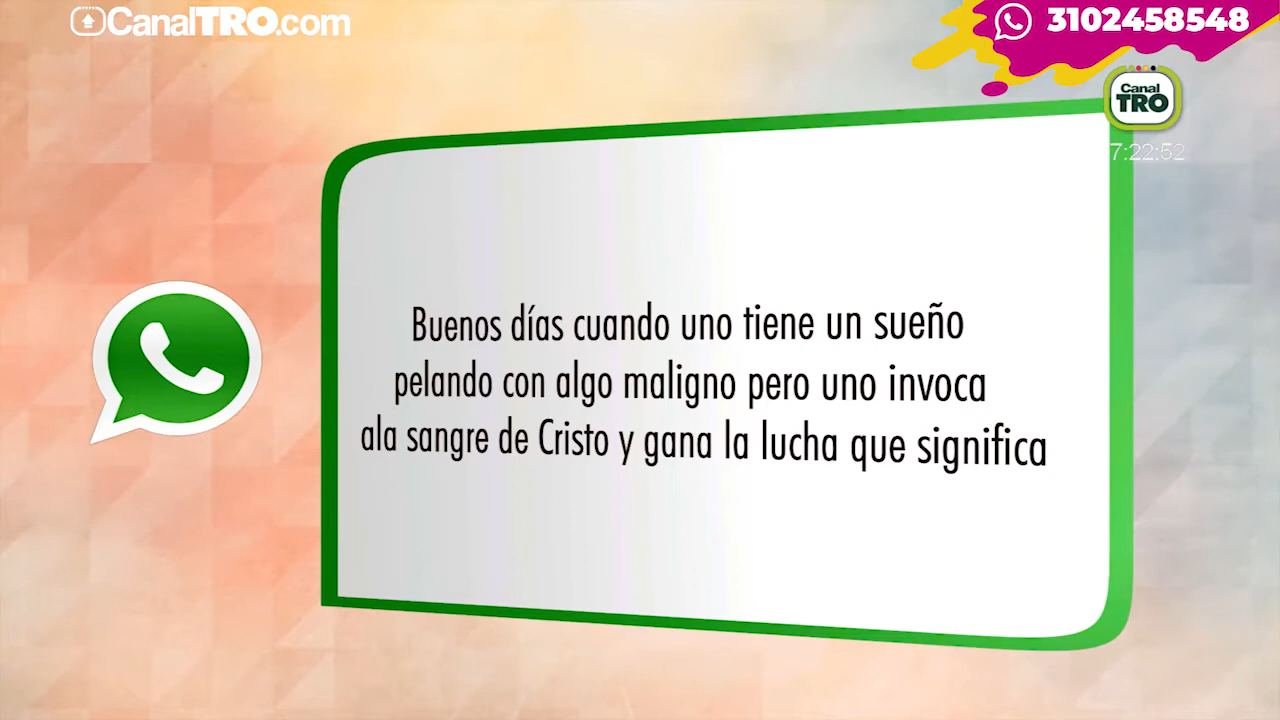 CanalTRO.com
3102458548
Canal
TRO
7:22:52
Buenos días cuando uno tiene un sueño
pelando con algo maligno pero uno invoca
ala sangre de Cristo y gana la lucha que significa